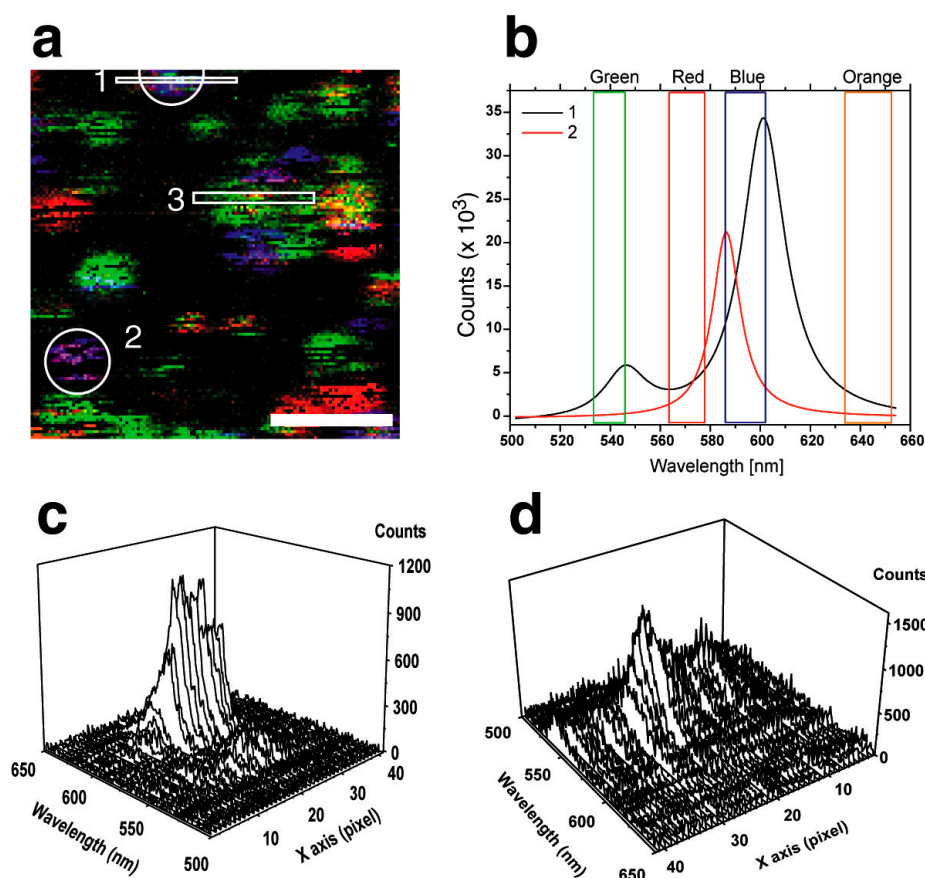 a
1
3
2
b
Green Red Blue Orange
1
2
35
30
25
20
15
10
5
0
Counts (x 10³)
500 520 540 560 580 600 620 640 660
Wavelength [nm]
c
Counts
1200
900
600
300
0
650
600
550
500
Wavelength (nm)
10
20
30
40
X axis (pixel)
d
Counts
1500
1000
500
0
500
550
600
650
Wavelength (nm)
40
30
20
10
X axis (pixel)